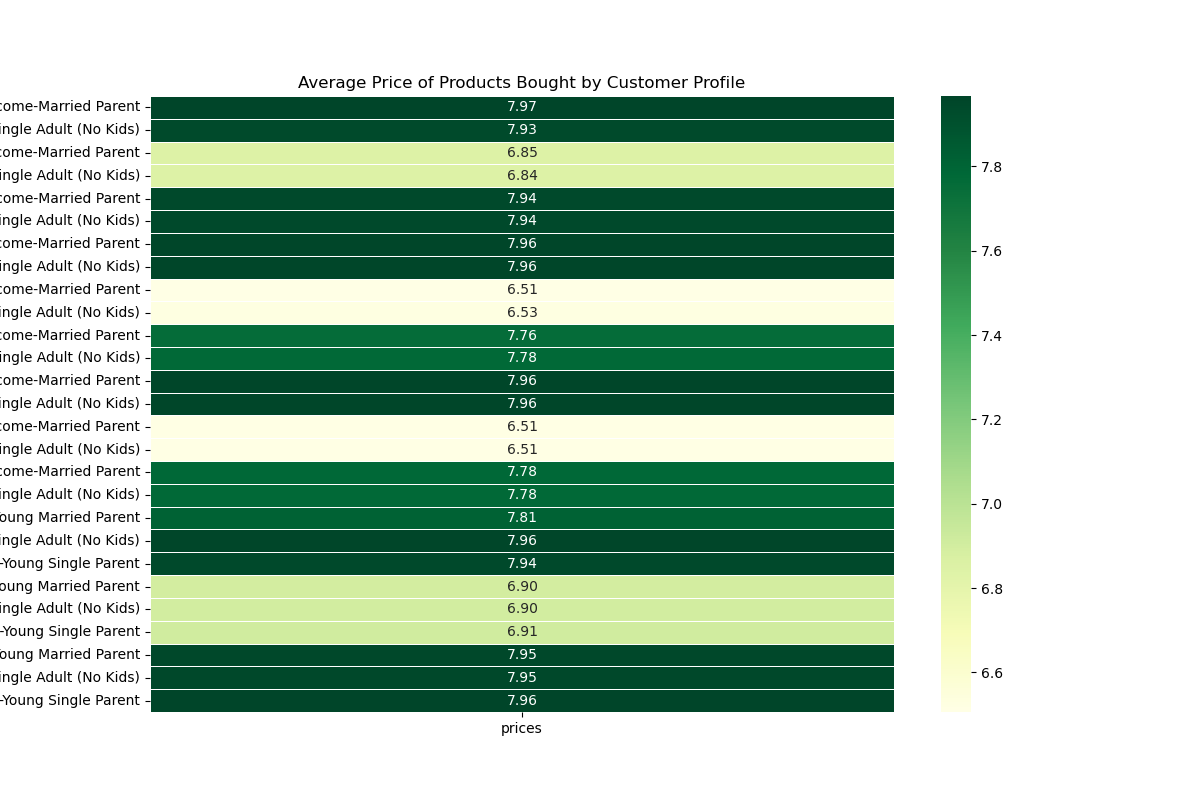 Average Price of Products Bought by Customer Profile
come-Married Parent 7.97
ingle Adult (No Kids) 7.93
come-Married Parent 6.85
ingle Adult (No Kids) 6.84
come-Married Parent 7.94
ingle Adult (No Kids) 7.94
come-Married Parent 7.96
ingle Adult (No Kids) 7.96
come-Married Parent 6.51
ingle Adult (No Kids) 6.53
come-Married Parent 7.76
ingle Adult (No Kids) 7.78
come-Married Parent 7.96
ingle Adult (No Kids) 7.96
come-Married Parent 6.51
ingle Adult (No Kids) 6.51
come-Married Parent 7.78
ingle Adult (No Kids) 7.78
oung Married Parent 7.81
ingle Adult (No Kids) 7.96
-Young Single Parent 7.94
oung Married Parent 6.90
ingle Adult (No Kids) 6.90
-Young Single Parent 6.91
oung Married Parent 7.95
ingle Adult (No Kids) 7.95
-Young Single Parent 7.96
prices
7.8
7.6
7.4
7.2
7.0
6.8
6.6